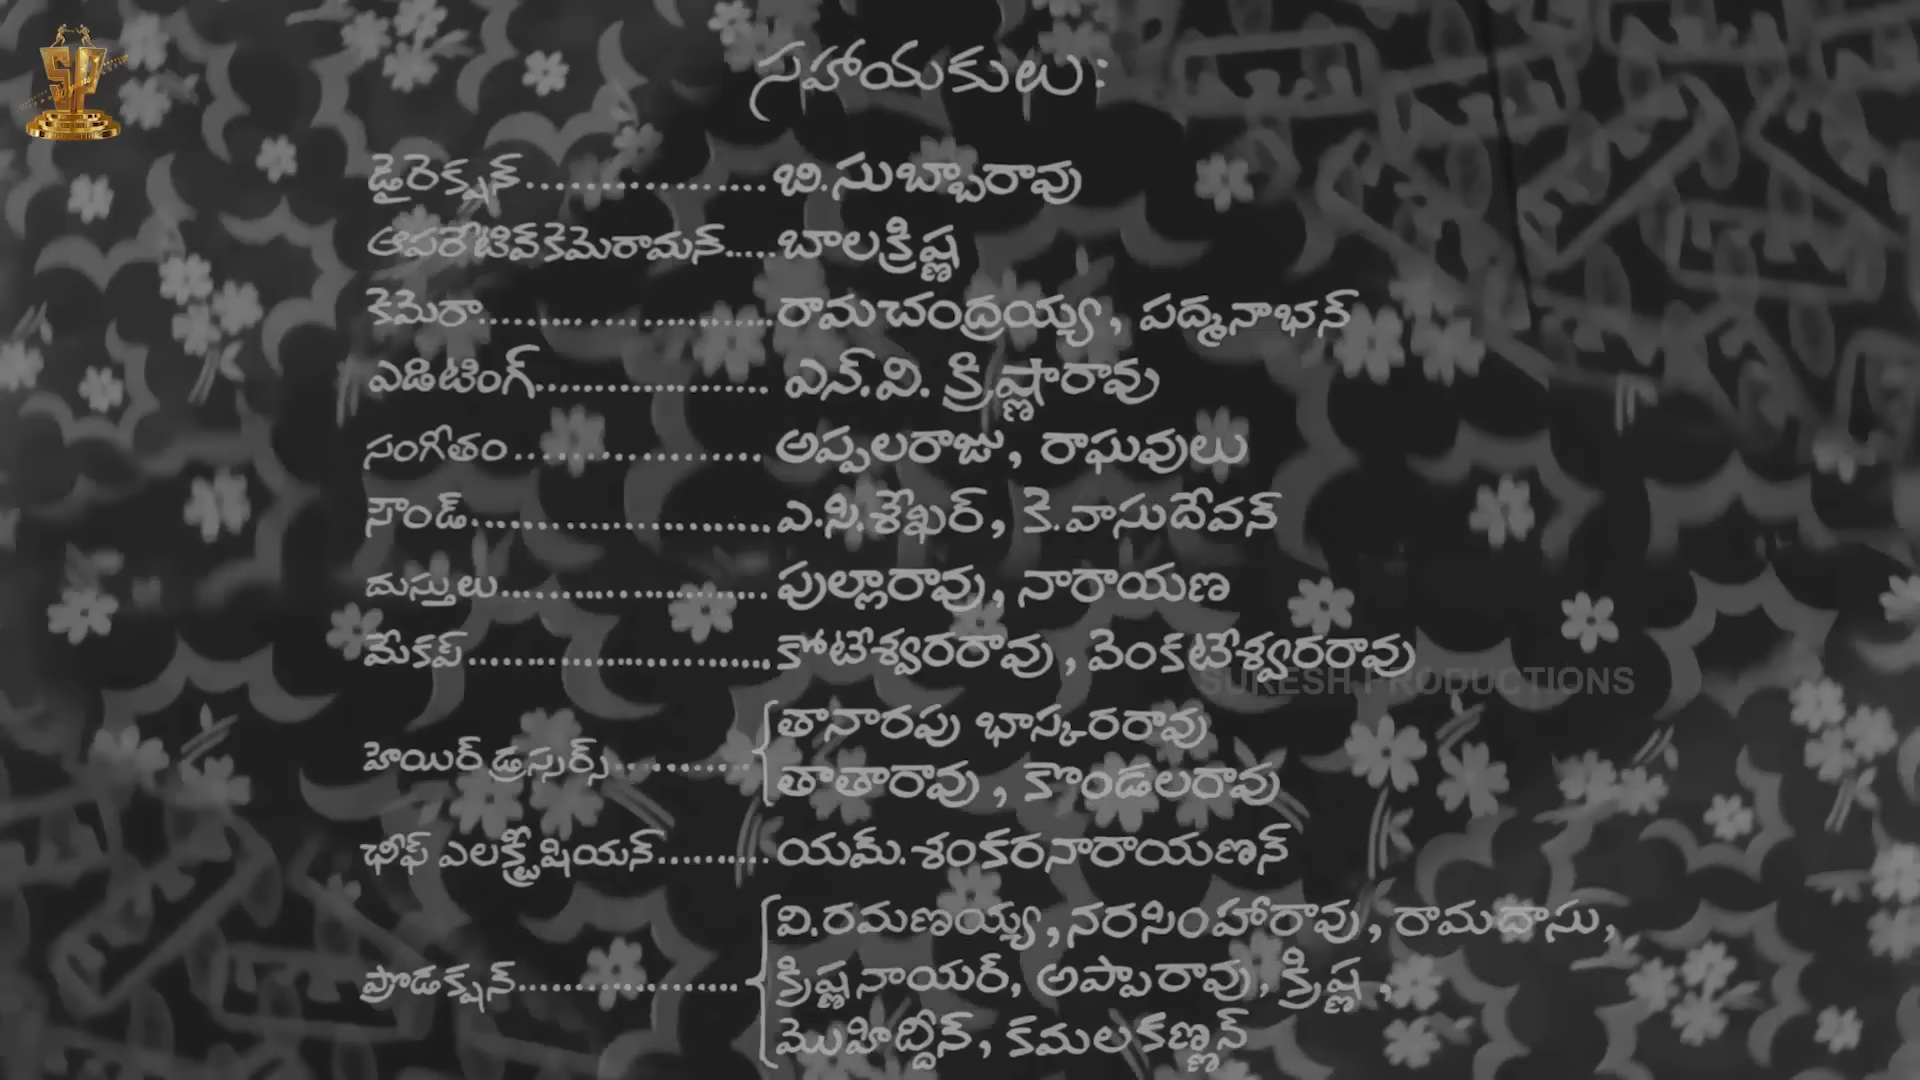 సహాయకులు:
డైరెక్షన్.................. బి.సుబ్బారావు
ఆపరేటివ్‌కెమెరామన్.....బాలక్రిష్ణ
కెమెరా..........................రామచంద్రయ్య, పద్మనాభన్
ఎడిటింగ్..................... ఎన్.వి. క్రిష్ణారావు
సంగీతం...................... అప్పలరాజు, రాఘవులు
సౌండ్..........................ఎ.సి.శేఖర్, కె.వాసుదేవన్
దుస్తులు........................ పుల్లారావు, నారాయణ
మేకప్..........................కోటేశ్వరరావు, వెంకటేశ్వరరావు
SURESH PRODUCTIONS
హెయిర్ డ్రస్సర్స్............ తానారపు భాస్కరరావు
తాతారావు, కొండలరావు
ఛీఫ్ ఎలక్ట్రీషియన్..........యమ్.శంకరనారాయణన్
ప్రొడక్షన్.................... వి.రమణయ్య,నరసింహారావు, రామదాసు,
క్రిష్ణనాయర్, అప్పారావు, క్రిష్ణ,
మొహిద్దీన్, కమలకణ్ణన్